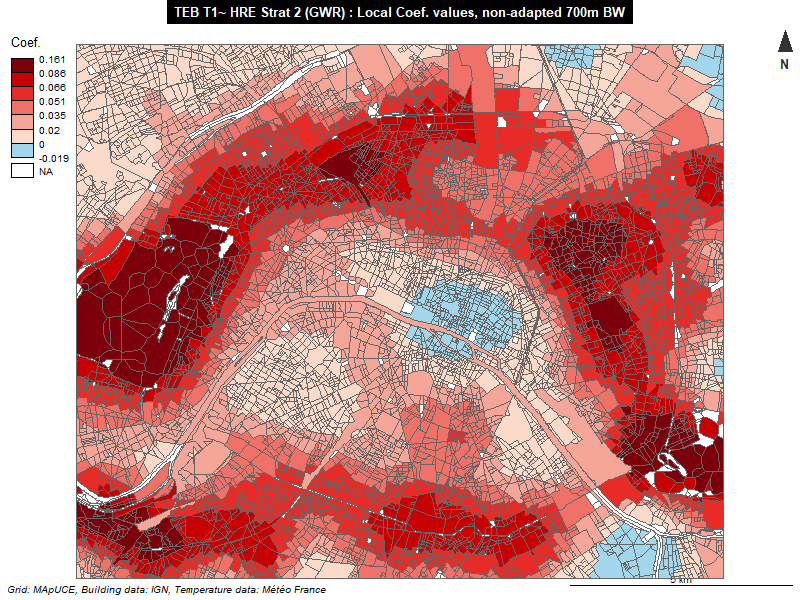 TEB T1~ HRE Strat 2 (GWR) : Local Coef. values, non-adapted 700m BW
Coef.
0.161
0.086
0.066
0.051
0.035
0.02
0
-0.019
NA
N
5 km
Grid: MApUCE, Building data: IGN, Temperature data: Météo France